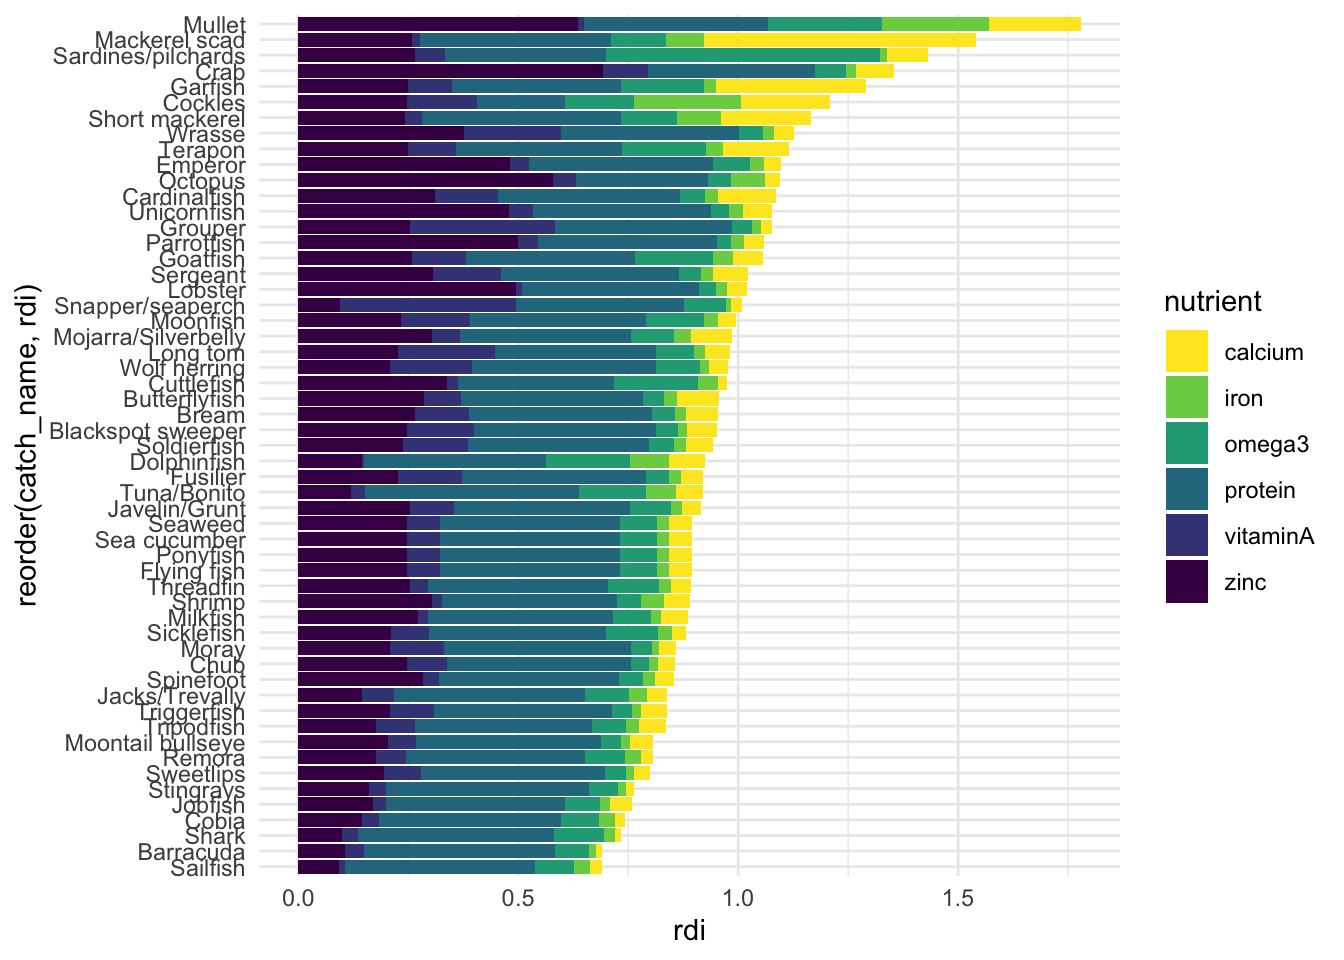 Mullet
Mackerel scad
Sardines/pilchards
Crab
Garfish
Cockles
Short mackerel
Wrasse
Terapon
Emperor
Octopus
Cardinalfish
Unicornfish
Grouper
Parrotfish
Goatfish
Sergeant
Lobster
Snapper/seaperch
Moonfish
Mojarra/Silverbelly
Long tom
Wolf herring
Cuttlefish
Butterflyfish
Bream
Blackspot sweeper
Soldierfish
Dolphinfish
Fusilier
Tuna/Bonito
Javelin/Grunt
Seaweed
Sea cucumber
Ponyfish
Flying fish
Threadfin
Shrimp
Milkfish
Sicklefish
Moray
Chub
Spinefoot
Jacks/Trevally
Triggerfish
Tripodfish
Moontail bullseye
Remora
Sweetlips
Stingrays
Jobfish
Cobia
Shark
Barracuda
Sailfish
reorder(catch_name, rdi)
0.0 0.5 1.0 1.5
rdi
nutrient
calcium
iron
omega3
protein
vitaminA
zinc